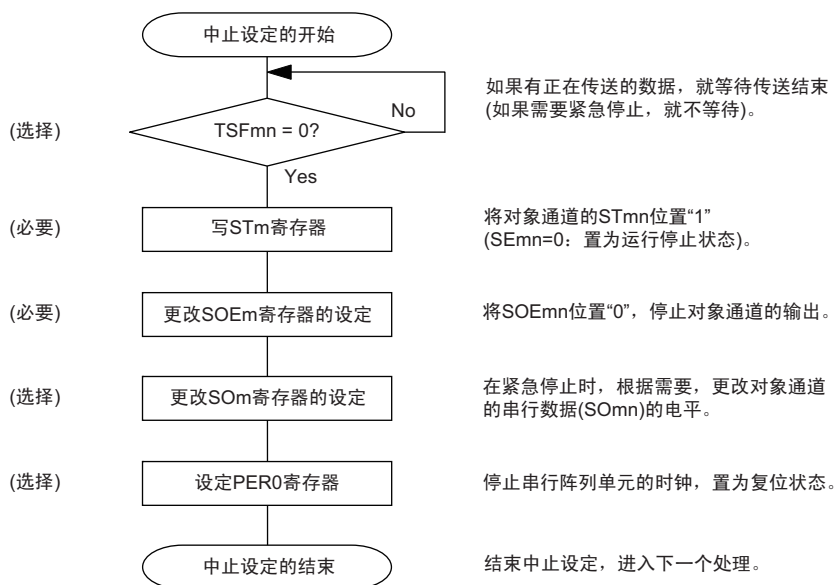 中止设定的开始
如果有正在传送的数据，就等待传送结束
(如果需要紧急停止，就不等待)。
(选择)
TSFmn = 0?
No
Yes
(必要)
写STm寄存器
将对象通道的STmn位置“1”
(SEmn=0：置为运行停止状态)。
(必要)
更改SOEm寄存器的设定
将SOEmn位置“0”，停止对象通道的输出。
(选择)
更改SOm寄存器的设定
在紧急停止时，根据需要，更改对象通道
的串行数据(SOmn)的电平。
(选择)
设定PER0寄存器
停止串行阵列单元的时钟，置为复位状态。
中止设定的结束
结束中止设定，进入下一个处理。